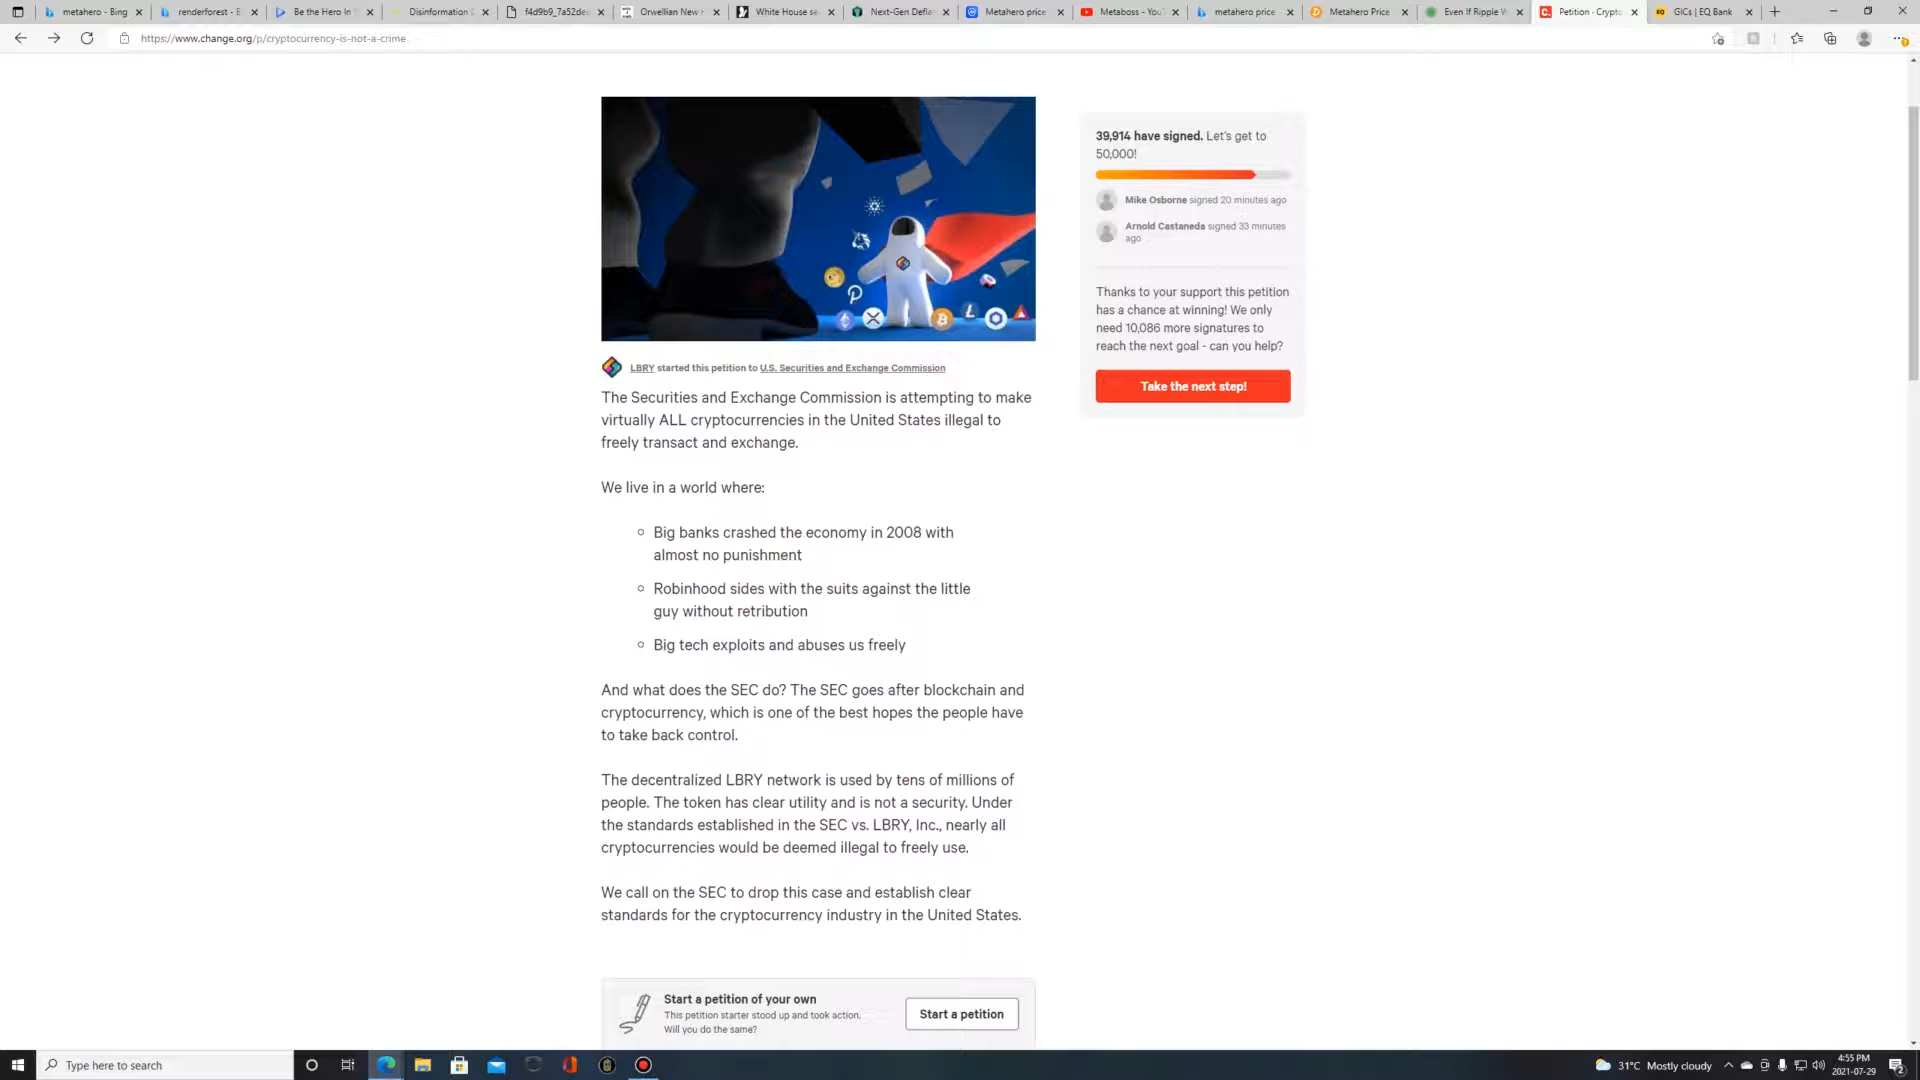 metahero - Bing
renderforest - B
Be the Hero In
Disinformation
f4d9b9_7a52de
Orwellian New
White House se
Next-Gen Defla
Metahero price
Metaboss - You
metahero price
Metahero Price
Even If Ripple W
Petition · Crypto
GICs | EQ Bank
https://www.change.org/p/cryptocurrency-is-not-a-crime
39,914 have signed. Let's get to
50,000!
Mike Osborne signed 20 minutes ago
Arnold Castaneda signed 33 minutes
ago
Thanks to your support this petition
has a chance at winning! We only
need 10,086 more signatures to
reach the next goal - can you help?
Take the next step!
LBRY started this petition to U.S. Securities and Exchange Commission
The Securities and Exchange Commission is attempting to make
virtually ALL cryptocurrencies in the United States illegal to
freely transact and exchange.
We live in a world where:
Big banks crashed the economy in 2008 with
almost no punishment
Robinhood sides with the suits against the little
guy without retribution
Big tech exploits and abuses us freely
And what does the SEC do? The SEC goes after blockchain and
cryptocurrency, which is one of the best hopes the people have
to take back control.
The decentralized LBRY network is used by tens of millions of
people. The token has clear utility and is not a security. Under
the standards established in the SEC vs. LBRY, Inc., nearly all
cryptocurrencies would be deemed illegal to freely use.
We call on the SEC to drop this case and establish clear
standards for the cryptocurrency industry in the United States.
Start a petition of your own
This petition starter stood up and took action.
Will you do the same?
Start a petition
Type here to search
31°C Mostly cloudy
4:55 PM
2021-07-29